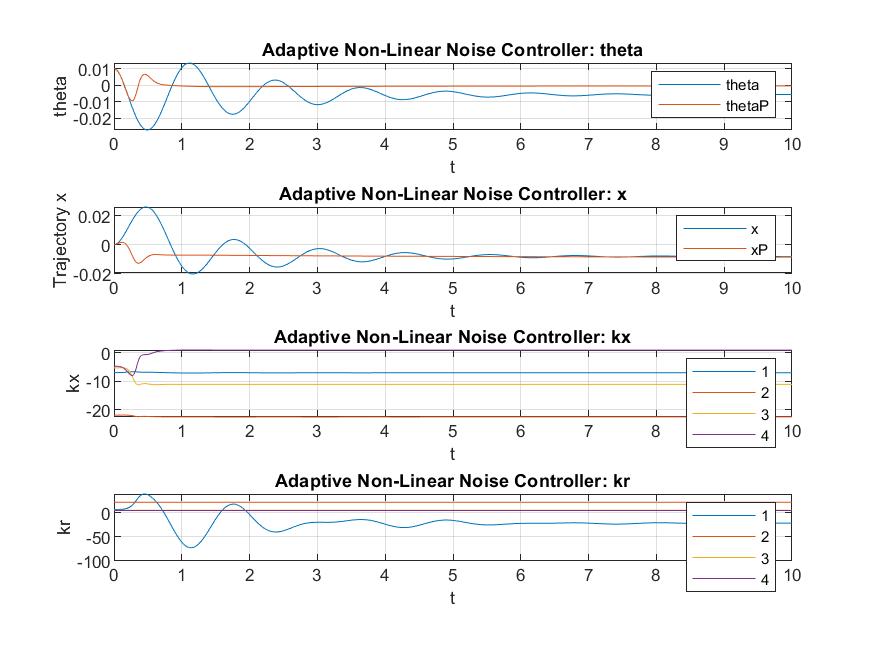 Adaptive Non-Linear Noise Controller: theta
theta
0.01
0
-0.01
-0.02
theta
thetaP
0 1 2 3 4 5 6 7 8 9 10
t
Adaptive Non-Linear Noise Controller: x
Trajectory x
0.02
0
-0.02
x
xP
0 1 2 3 4 5 6 7 8 9 10
t
Adaptive Non-Linear Noise Controller: kx
kx
0
-10
-20
1
2
3
4
0 1 2 3 4 5 6 7 8 10
t
Adaptive Non-Linear Noise Controller: kr
kr
0
-50
-100
1
2
3
4
0 1 2 3 4 5 6 7 8 10
t